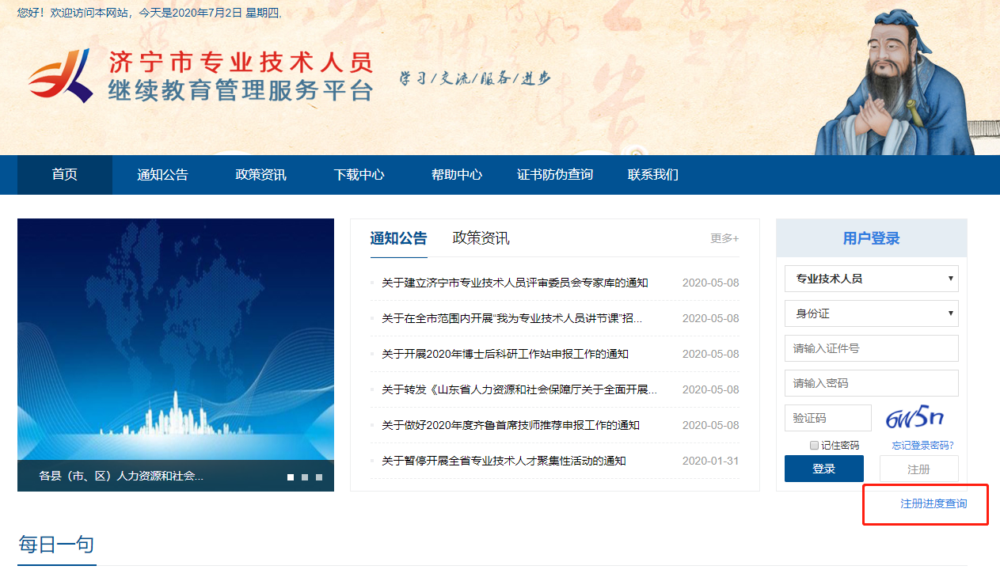 您好！欢迎访问本网站，今天是2020年7月2日 星期四,
济宁市专业技术人员
继续教育管理服务平台
学习/交流/服务/进步
首页
通知公告
政策资讯
下载中心
帮助中心
证书防伪查询
联系我们
各县（市、区）人力资源和社会...
通知公告
政策资讯
更多+
关于建立济宁市专业技术人员评审委员会专家库的通知 2020-05-08
关于在全市范围内开展“我为专业技术人员讲节课”招... 2020-05-08
关于开展2020年博士后科研工作站申报工作的通知 2020-05-08
关于转发《山东省人力资源和社会保障厅关于全面开展... 2020-05-08
关于做好2020年度齐鲁首席技师推荐申报工作的通知 2020-05-08
关于暂停开展全省专业技术人才聚集性活动的通知 2020-01-31
用户登录
专业技术人员
身份证
请输入证件号
请输入密码
验证码
6W5n
记住密码
忘记登录密码?
登录
注册
注册进度查询
每日一句